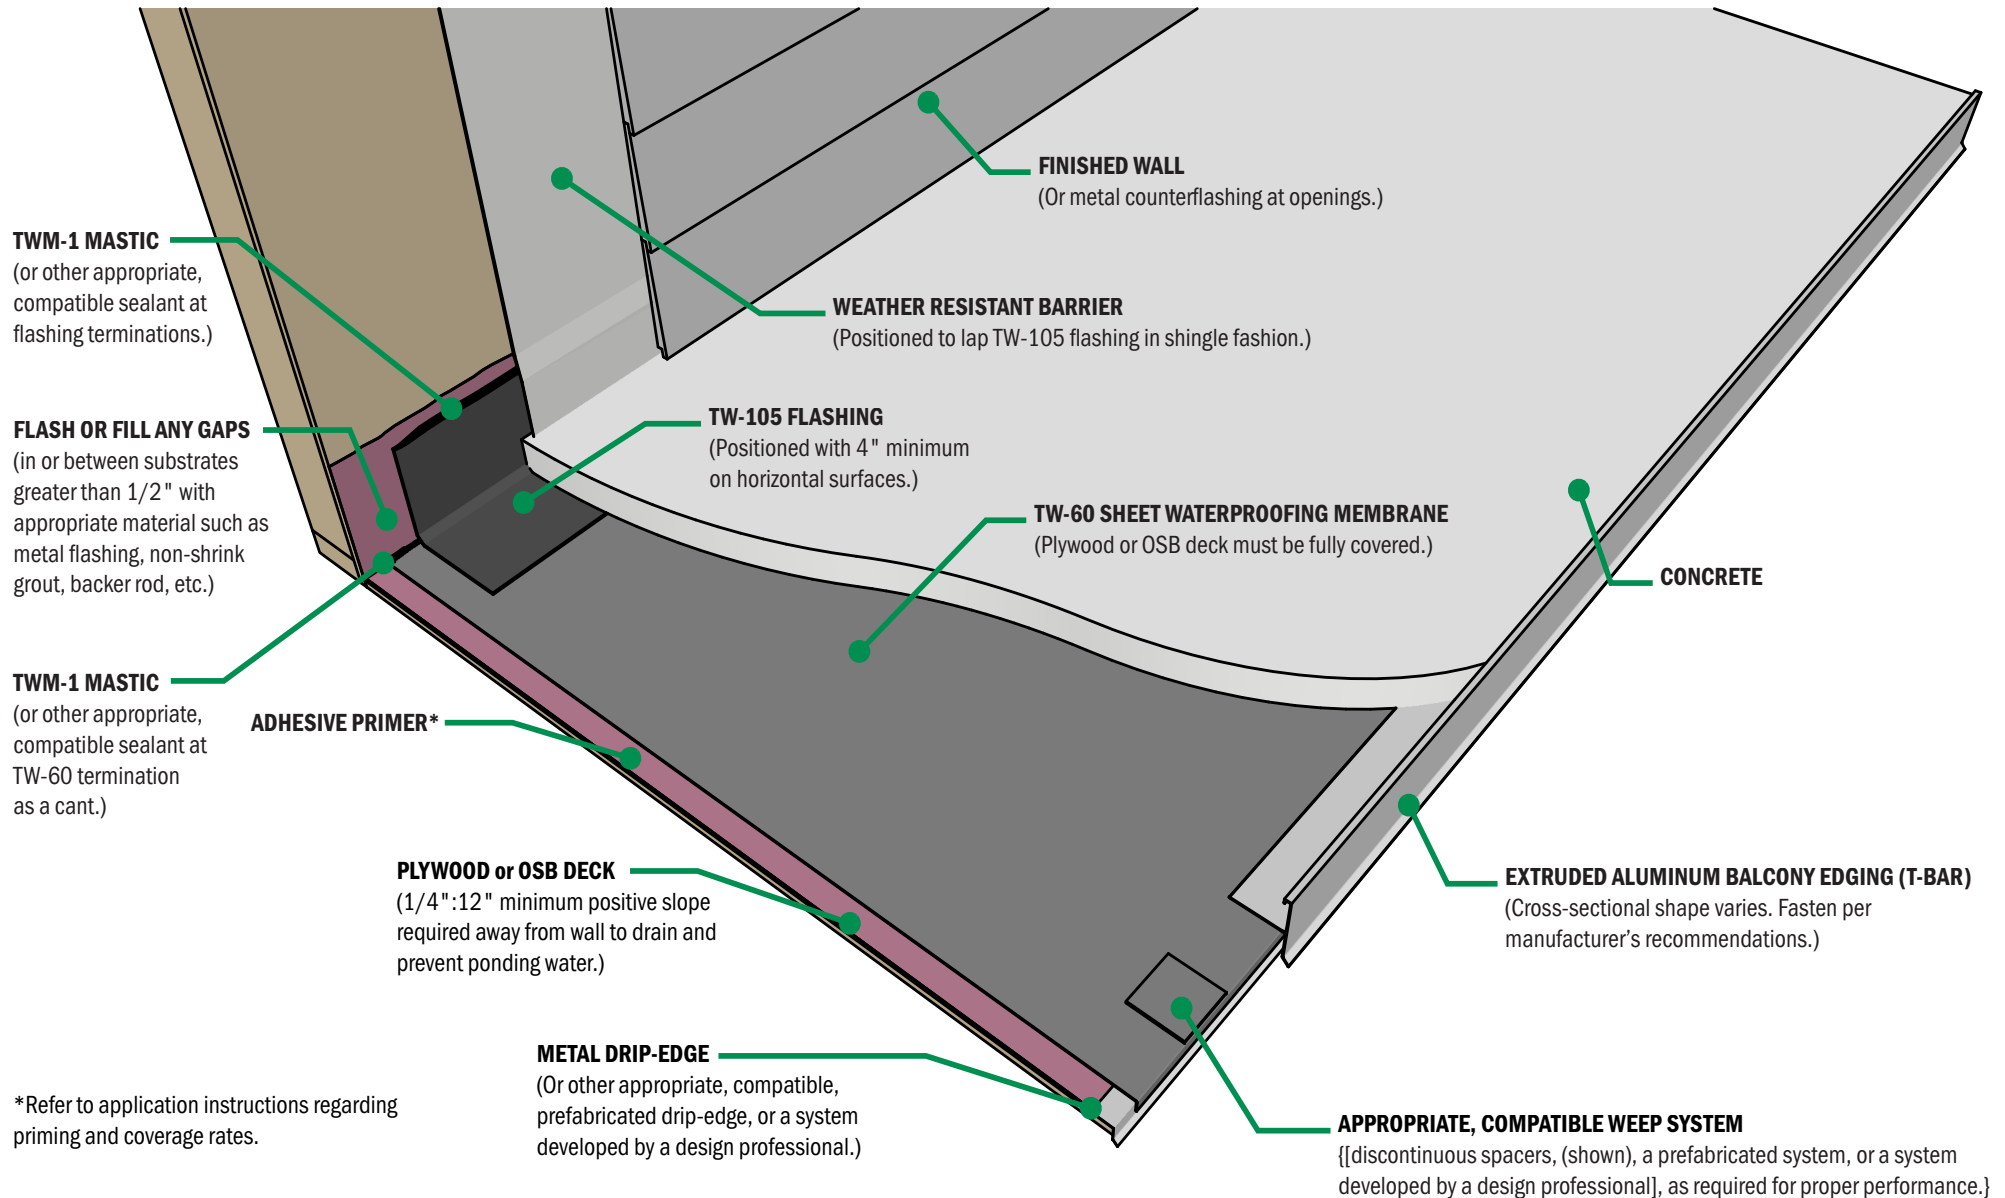 FINISHED WALL
(Or metal counterflashing at openings.)
TWM-1 MASTIC
(or other appropriate,
compatible sealant at
flashing terminations.)
WEATHER RESISTANT BARRIER
(Positioned to lap TW-105 flashing in shingle fashion.)
FLASH OR FILL ANY GAPS
(in or between substrates
greater than 1/2" with
appropriate material such as
metal flashing, non-shrink
grout, backer rod, etc.)
TW-105 FLASHING
(Positioned with 4" minimum
on horizontal surfaces.)
TW-60 SHEET WATERPROOFING MEMBRANE
(Plywood or OSB deck must be fully covered.)
CONCRETE
TWM-1 MASTIC
(or other appropriate,
compatible sealant at
TW-60 termination
as a cant.)
ADHESIVE PRIMER*
PLYWOOD or OSB DECK
(1/4":12" minimum positive slope
required away from wall to drain and
prevent ponding water.)
EXTRUDED ALUMINUM BALCONY EDGING (T-BAR)
(Cross-sectional shape varies. Fasten per
manufacturer's recommendations.)
METAL DRIP-EDGE
(Or other appropriate, compatible,
prefabricated drip-edge, or a system
developed by a design professional.)
*Refer to application instructions regarding
priming and coverage rates.
APPROPRIATE, COMPATIBLE WEEP SYSTEM
{[discontinuous spacers, (shown), a prefabricated system, or a system
developed by a design professional], as required for proper performance.}